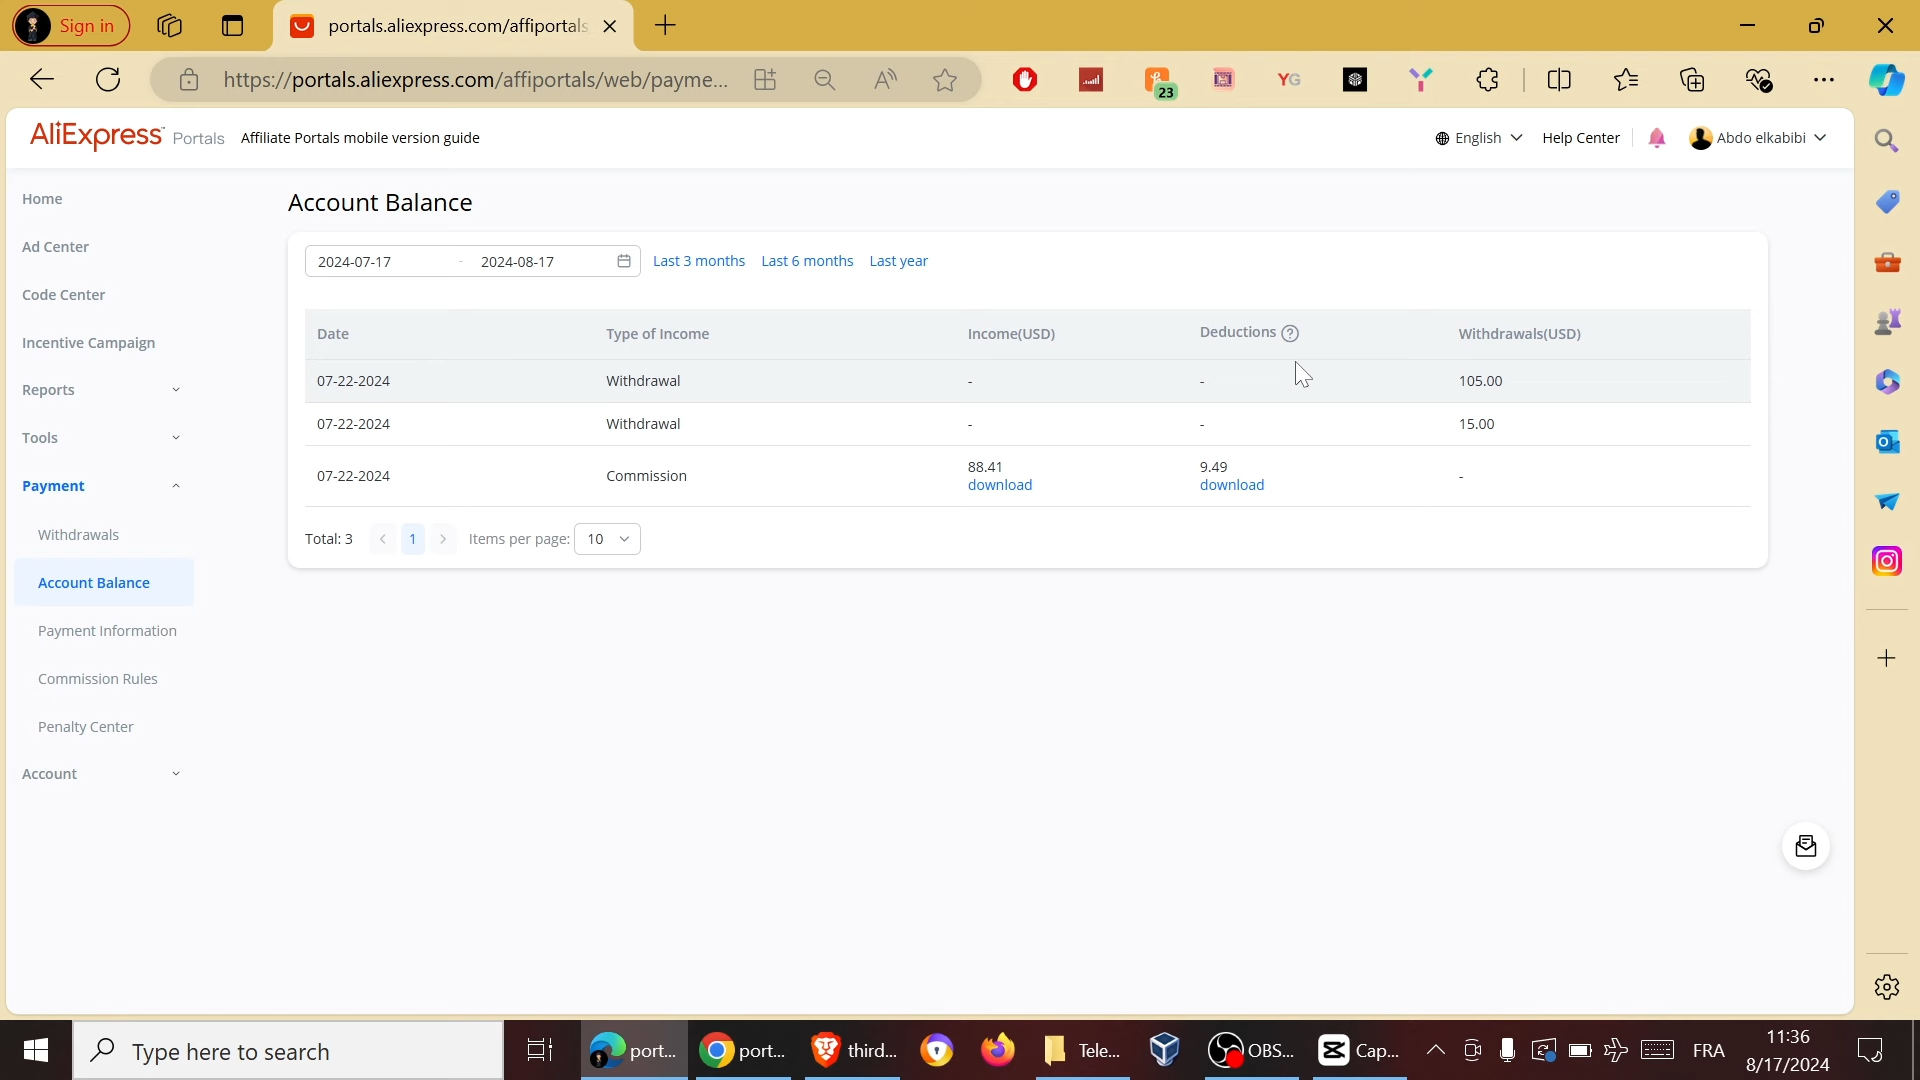 Sign in
portals.aliexpress.com/affiportals
https://portals.aliexpress.com/affiportals/web/payme...
23
YG
AliExpress Portals
Affiliate Portals mobile version guide
English
Help Center
Abdo elkabibi
Home
Ad Center
Code Center
Incentive Campaign
Reports
Tools
Payment
Withdrawals
Account Balance
Payment Information
Commission Rules
Penalty Center
Account
Account Balance
2024-07-17 - 2024-08-17
Last 3 months
Last 6 months
Last year
Date Type of Income Income(USD) Deductions ? Withdrawals(USD)
07-22-2024 Withdrawal - - 105.00
07-22-2024 Withdrawal - - 15.00
07-22-2024 Commission 88.41 9.49 -
download download
Total: 3 < 1 > Items per page: 10
Type here to search
port...
port...
third...
Tele...
OBS...
Cap...
FRA
11:36
8/17/2024